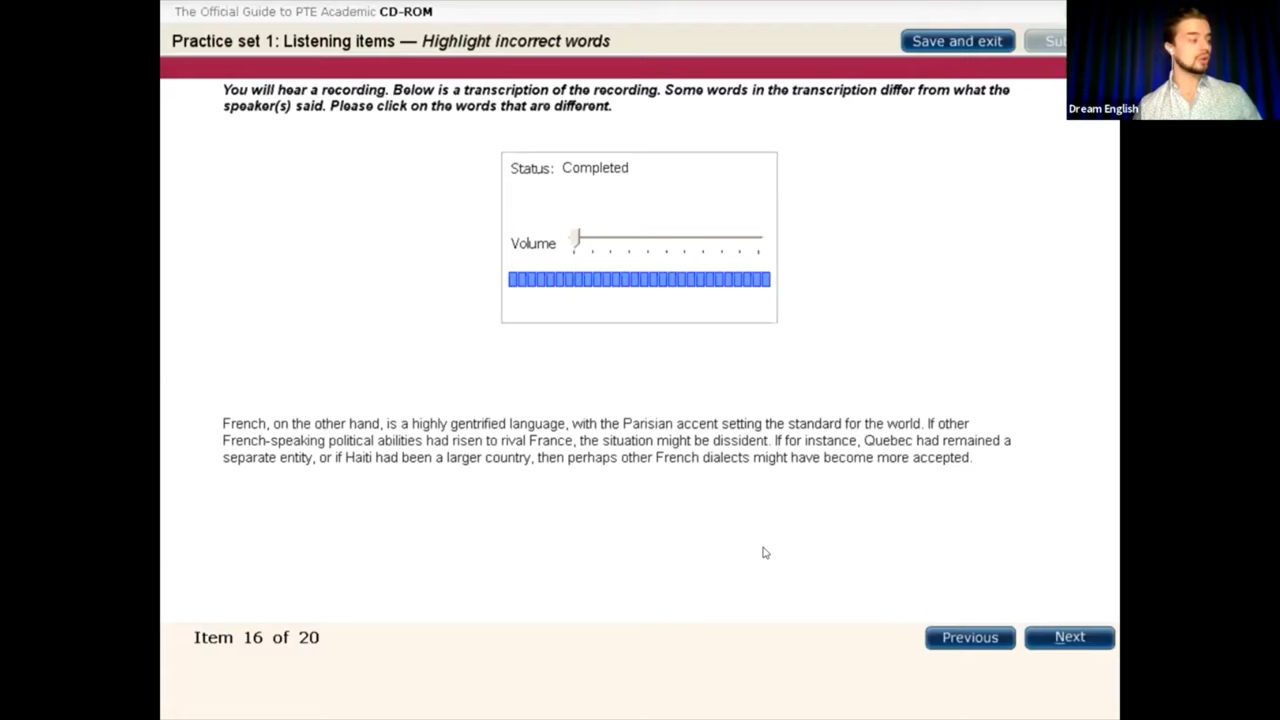 The Official Guide to PTE Academic CD-ROM
Practice set 1: Listening items — Highlight incorrect words
Save and exit
Dream English
You will hear a recording. Below is a transcription of the recording. Some words in the transcription differ from what the
speaker(s) said. Please click on the words that are different.
Status: Completed
Volume
French, on the other hand, is a highly gentrified language, with the Parisian accent setting the standard for the world. If other
French-speaking political abilities had risen to rival France, the situation might be dissident. If for instance, Quebec had remained a
separate entity, or if Haiti had been a larger country, then perhaps other French dialects might have become more accepted.
Item 16 of 20
Previous
Next